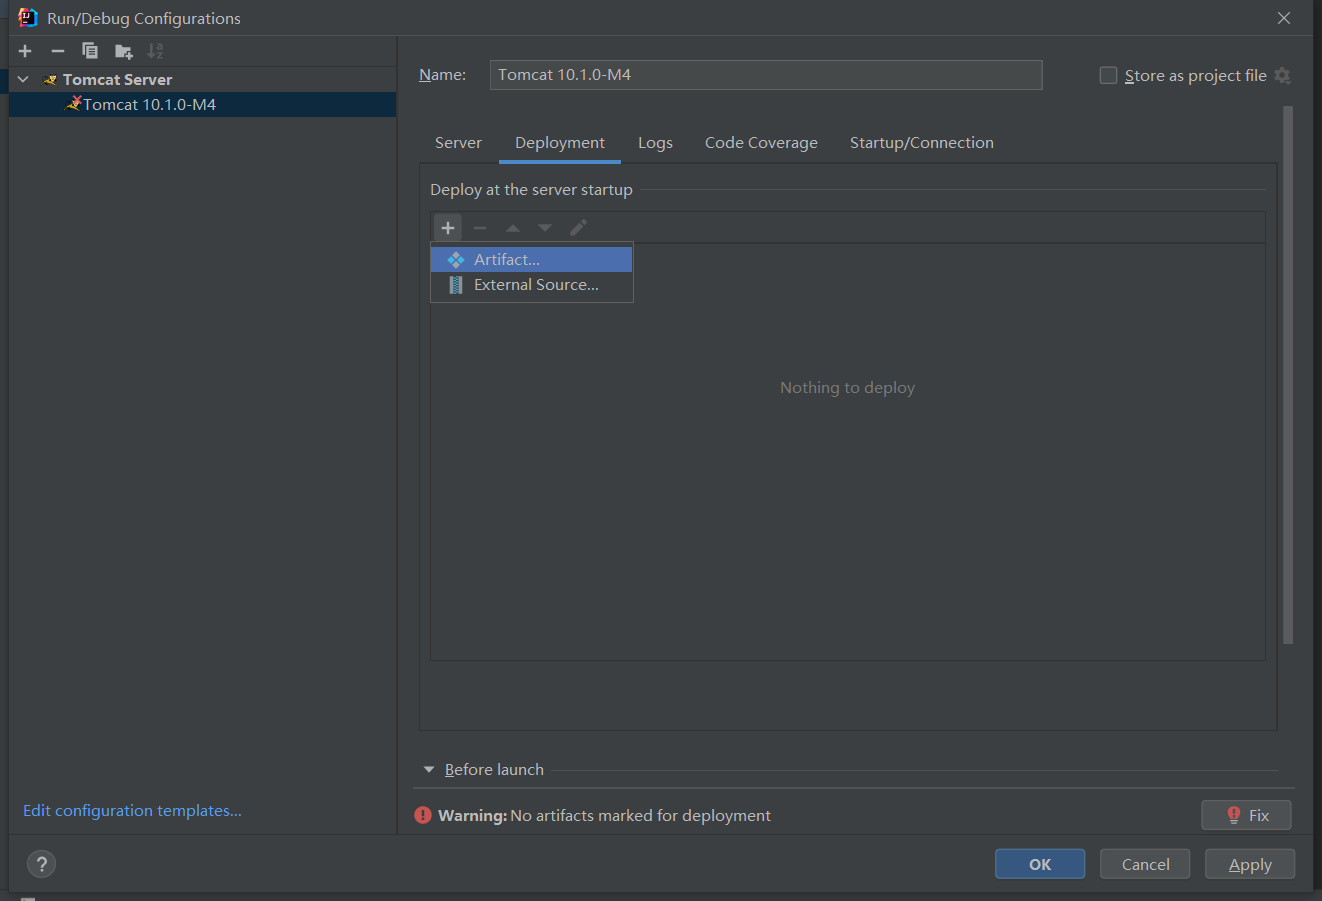 Run/Debug Configurations
Tomcat Server
Tomcat 10.1.0-M4
Name: Tomcat 10.1.0-M4 Store as project file
Server Deployment Logs Code Coverage Startup/Connection
Deploy at the server startup
Artifact...
External Source...
Nothing to deploy
Before launch
Edit configuration templates...
Warning: No artifacts marked for deployment Fix
? OK Cancel Apply